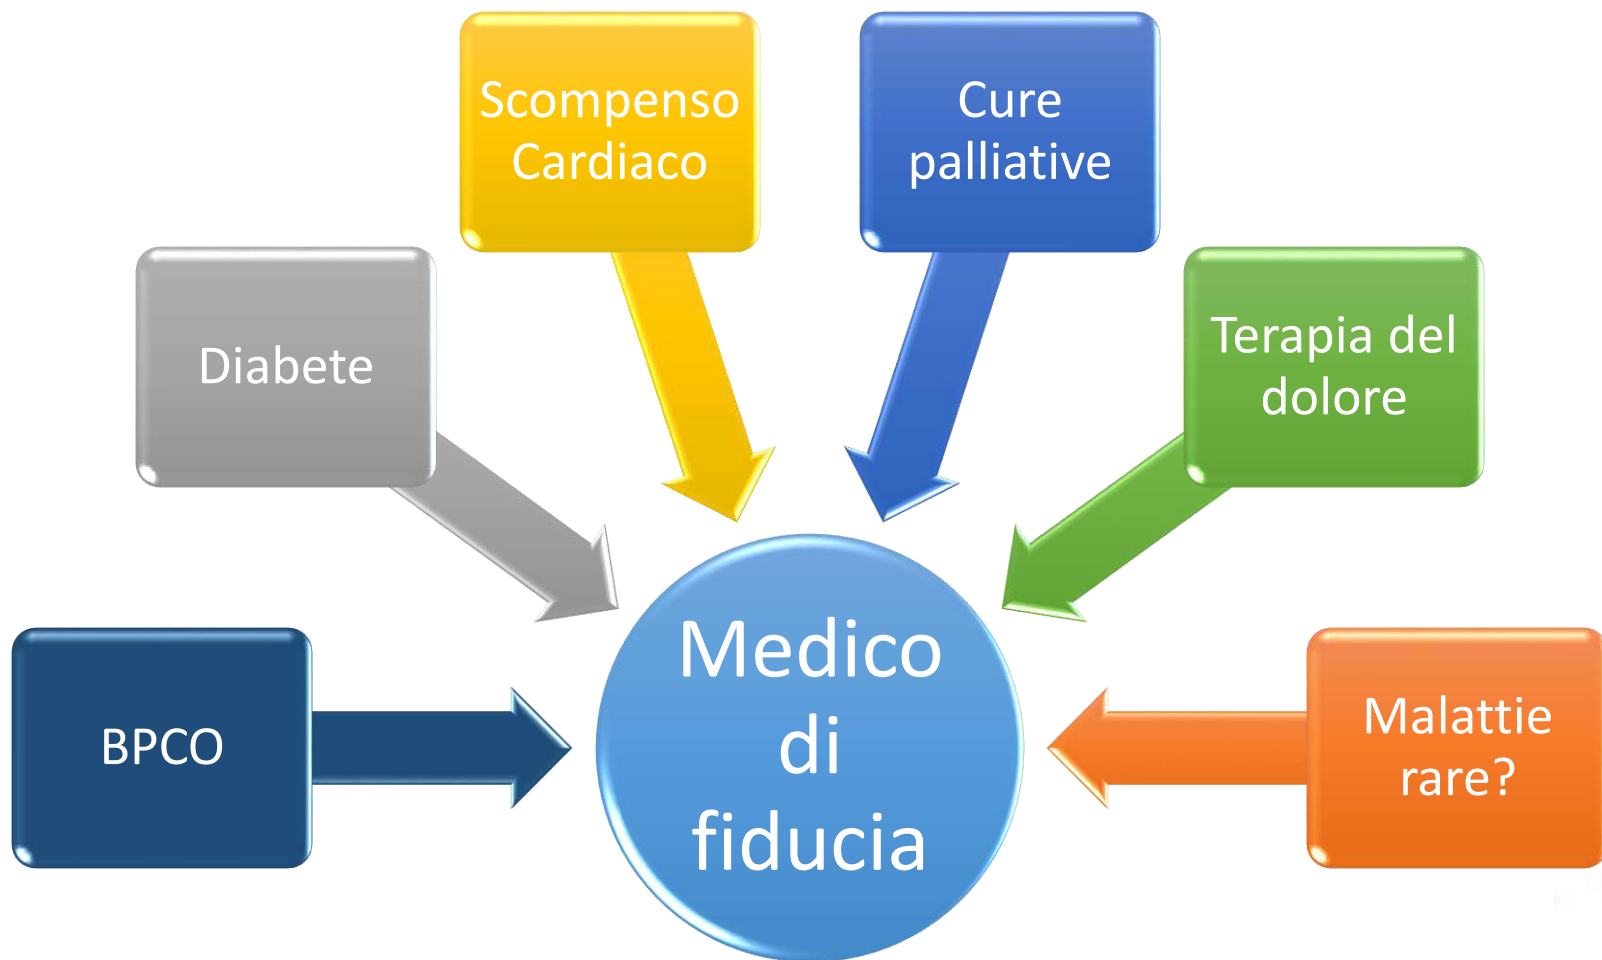 Scompenso
Cardiaco
Cure
palliative
Diabete
Terapia del
dolore
BPCO
Medico
di
fiducia
Malattie
rare?